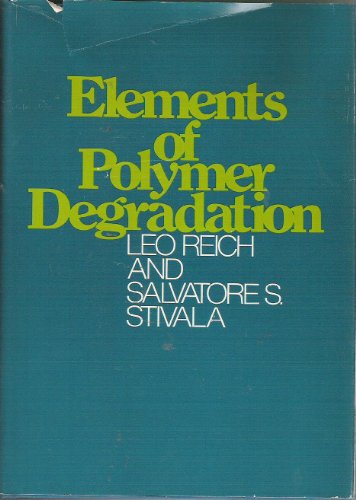 Elements
of
Polymer
Degradation
LEO REICH
AND
SALVATORE S.
STIVALA